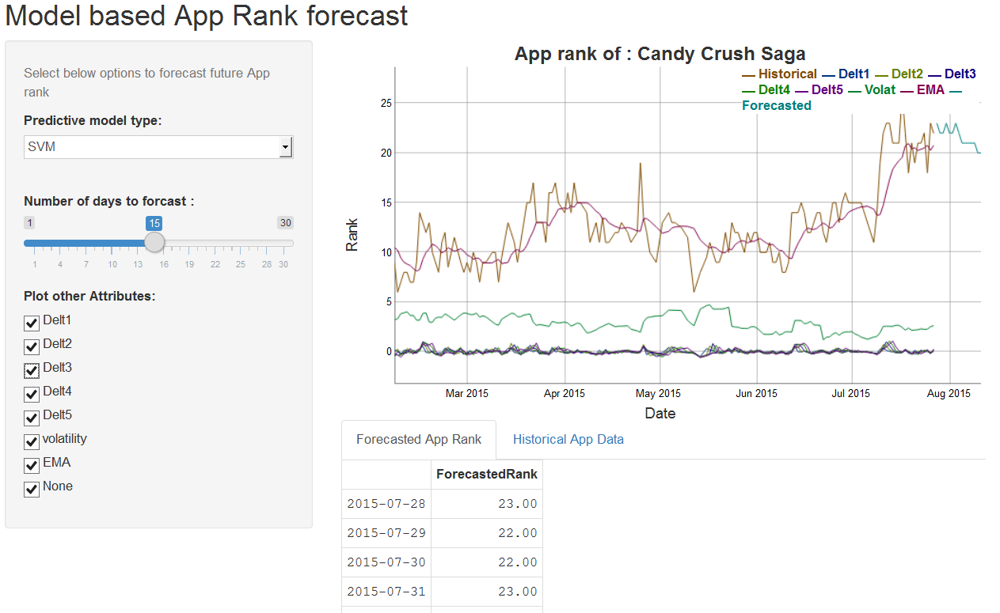 Model based App Rank forecast
Select below options to forecast future App
rank
Predictive model type:
SVM
Number of days to forcast :
1 15 30
1 4 7 10 13 16 19 22 25 28 30
Plot other Attributes:
Delt1
Delt2
Delt3
Delt4
Delt5
volatility
EMA
None
App rank of : Candy Crush Saga
Historical Delt1 Delt2 Delt3
Delt4 Delt5 Volat EMA
Forecasted
25
20
15
10
5
0
Rank
Mar 2015 Apr 2015 May 2015 Jun 2015 Jul 2015 Aug 2015
Date
Forecasted App Rank Historical App Data
ForecastedRank
2015-07-28 23.00
2015-07-29 22.00
2015-07-30 22.00
2015-07-31 23.00